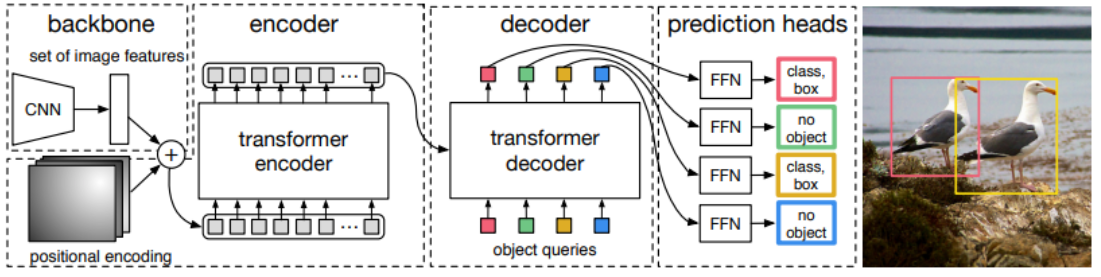 backbone
set of image features
CNN
+
positional encoding
encoder
...
transformer
encoder
decoder
transformer
decoder
object queries
prediction heads
FFN
class,
box
FFN
no
object
FFN
class,
box
FFN
no
object